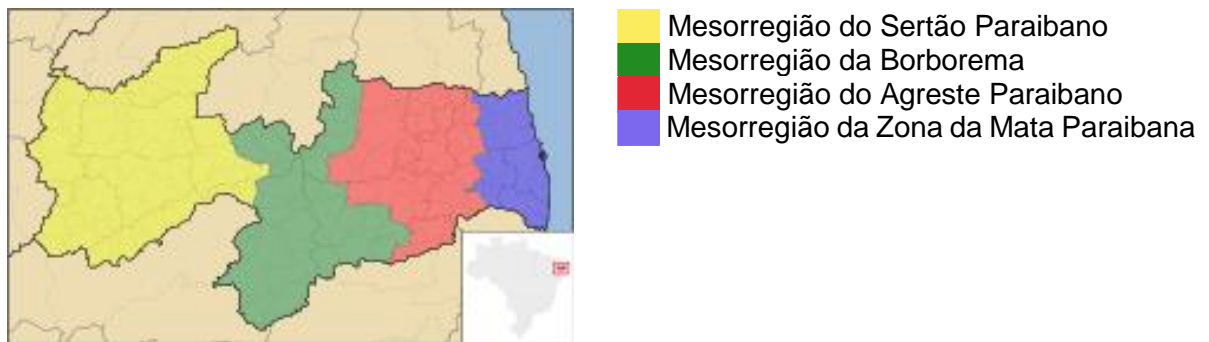 Mesorregião do Sertão Paraibano
Mesorregião da Borborema
Mesorregião do Agreste Paraibano
Mesorregião da Zona da Mata Paraibana